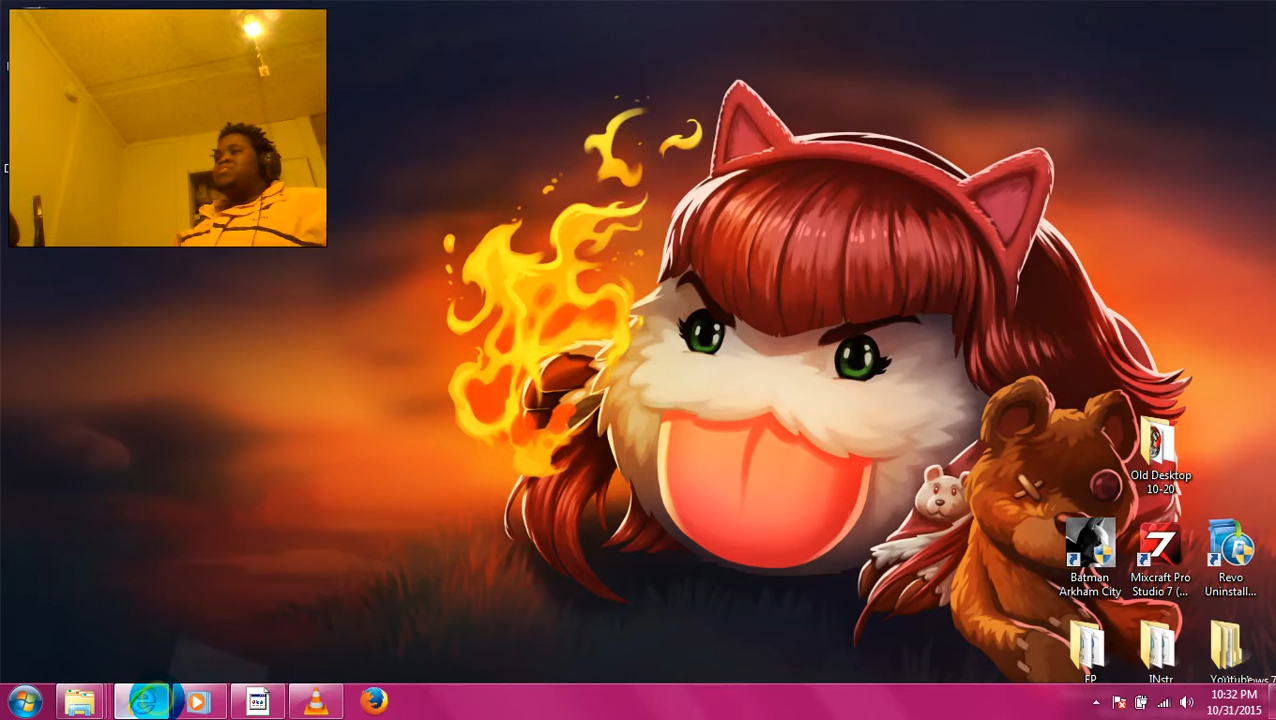 Old Desktop
10-20
Batman
Arkham City
Mixcraft Pro
Studio 7 (...
Revo
Uninstall...
FP
INstr
10:32 PM
10/31/2015